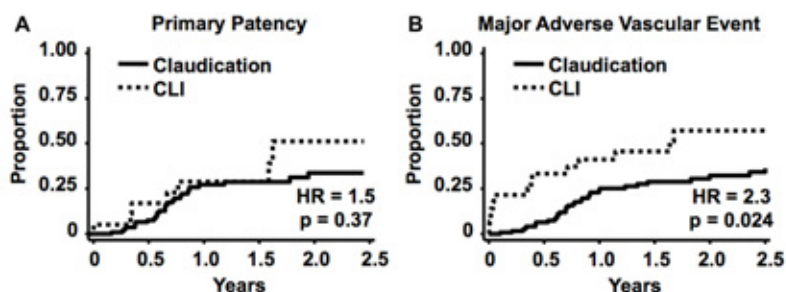 A Primary Patency
1.00
Claudication
CLI
0.75
0.50
0.25
0
Proportion
HR = 1.5
p = 0.37
0 0.5 1.0 1.5 2.0 2.5
Years
B Major Adverse Vascular Event
1.00
Claudication
CLI
0.75
0.50
0.25
0
Proportion
HR = 2.3
p = 0.024
0 0.5 1.0 1.5 2.0 2.5
Years